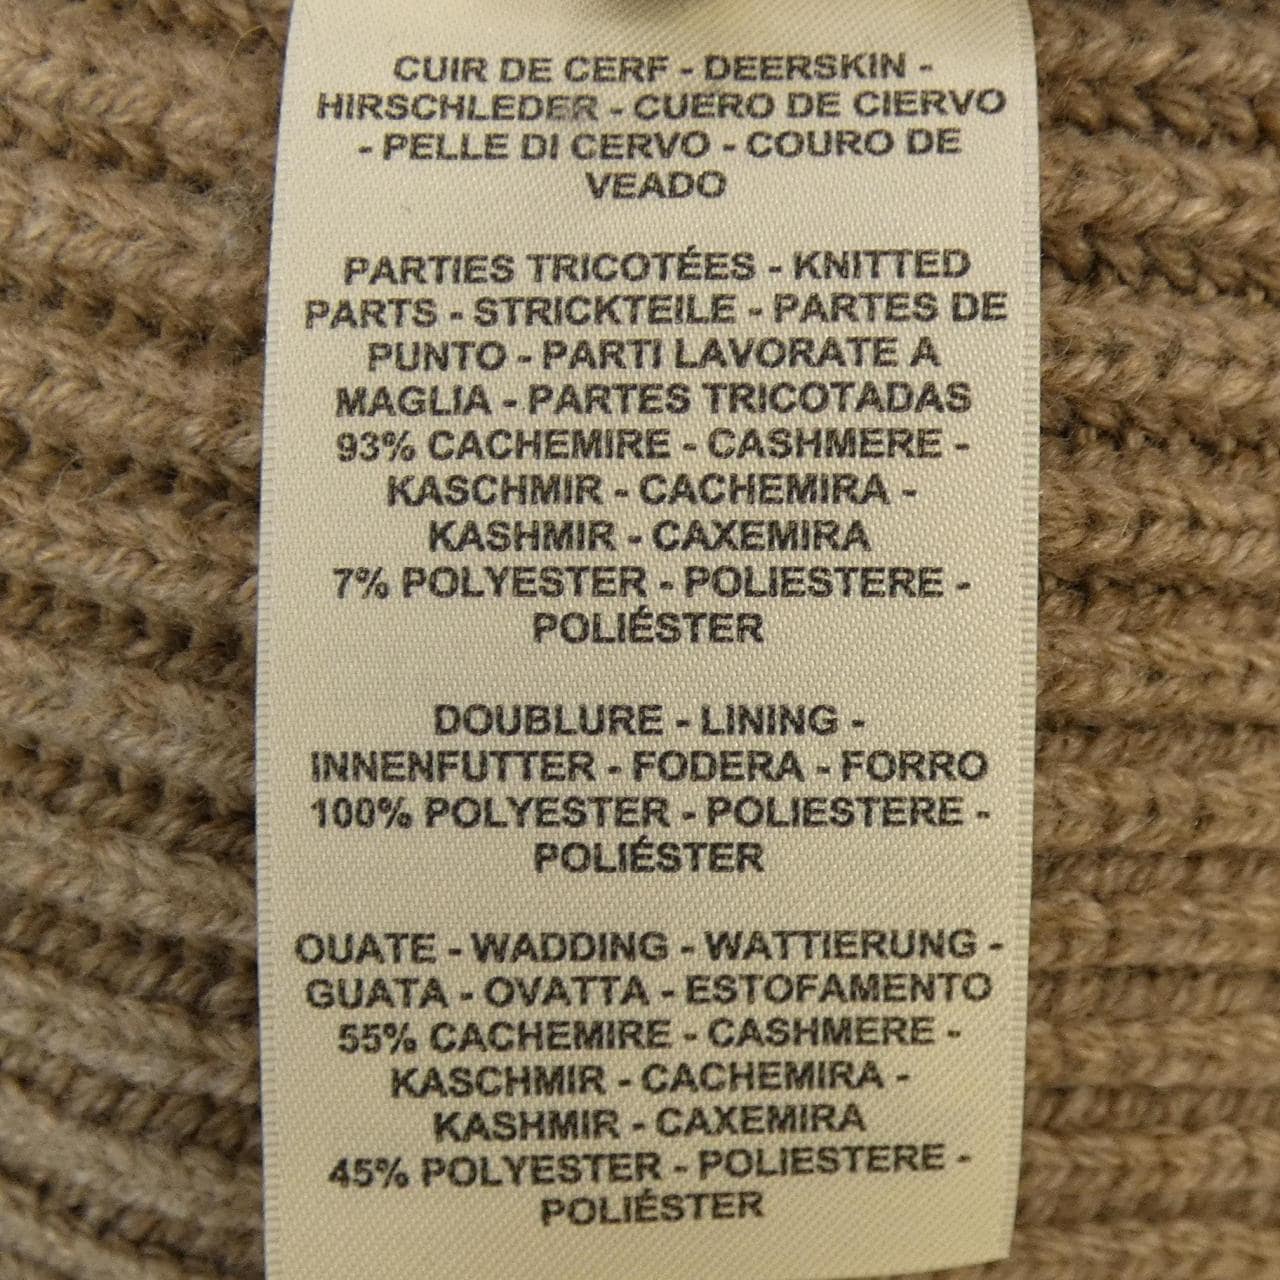 CUIR DE CERF - DEERSKIN -
HIRSCHLEDER - CUERO DE CIERVO
- PELLE DI CERVO - COURO DE
VEADO
PARTIES TRICOTÉES - KNITTED
PARTS - STRICKTEILE - PARTES DE
PUNTO - PARTI LAVORATE A
MAGLIA - PARTES TRICOTADAS
93% CACHEMIRE - CASHMERE -
KASCHMIR - CACHEMIRA -
KASHMIR - CAXEMIRA
7% POLYESTER - POLIESTERE -
POLIÉSTER
DOUBLURE - LINING -
INNENFUTTER - FODERA - FORRO
100% POLYESTER - POLIESTERE -
POLIÉSTER
OUATE - WADDING - WATTIERUNG -
GUATA - OVATTA - ESTOFAMENTO
55% CACHEMIRE - CASHMERE -
KASCHMIR - CACHEMIRA -
KASHMIR - CAXEMIRA
45% POLYESTER - POLIESTERE -
POLIÉSTER